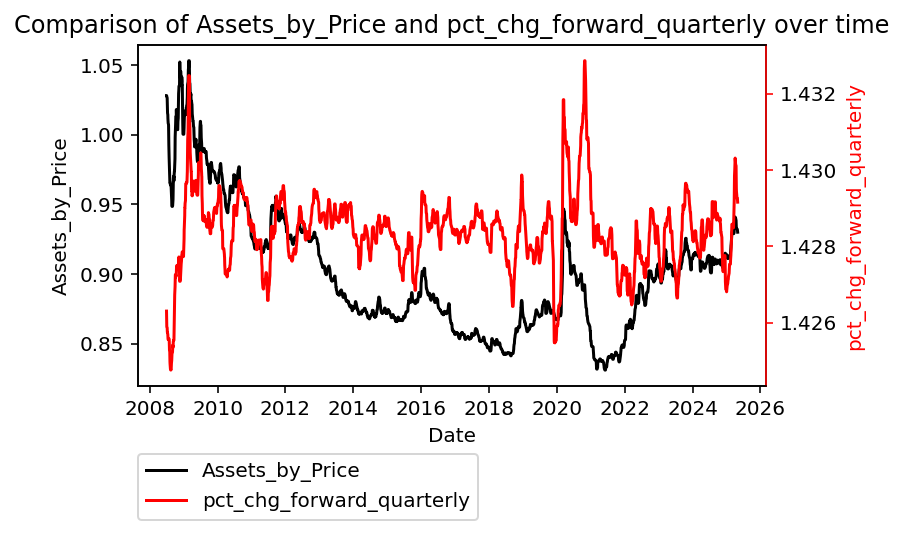 Comparison of Assets_by_Price and pct_chg_forward_quarterly over time
Assets_by_Price
1.05
1.00
0.95
0.90
0.85
1.432
1.430
1.428
1.426
pct_chg_forward_quarterly
2008 2010 2012 2014 2016 2018 2020 2022 2024 2026
Date
Assets_by_Price
pct_chg_forward_quarterly